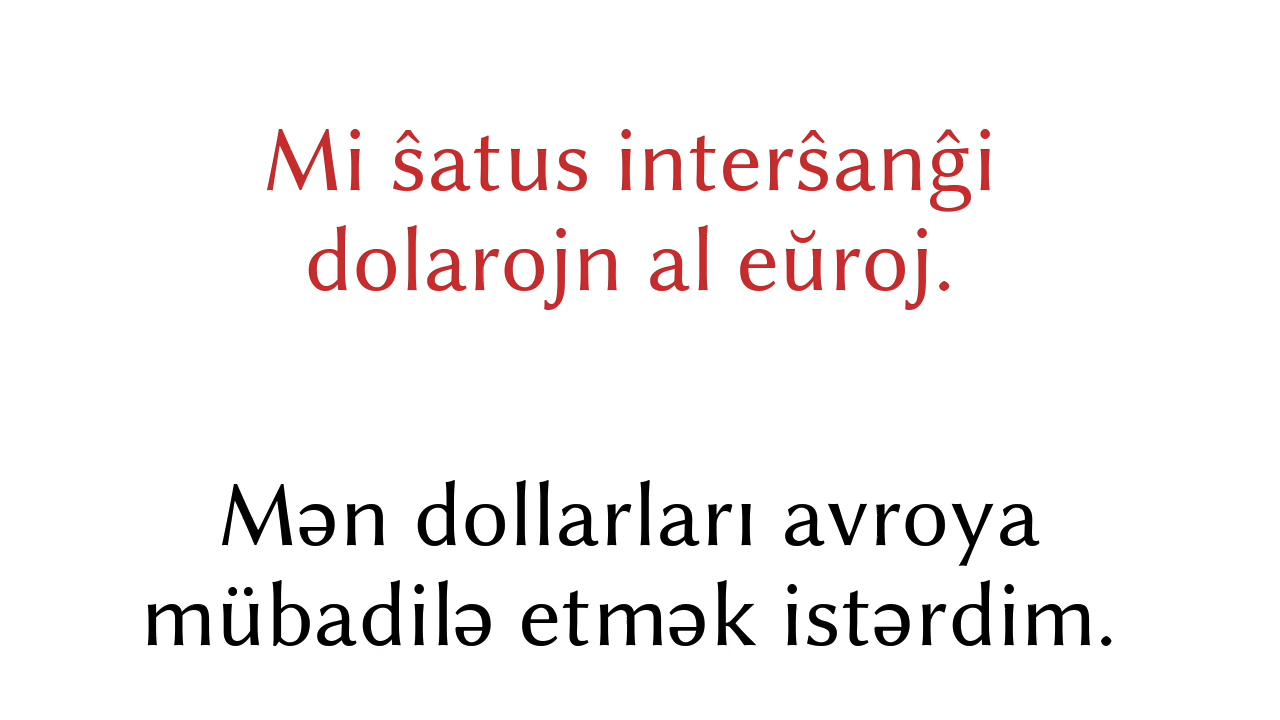 Mi ŝatus interŝanĝi
dolarojn al eŭroj.
Mən dollarları avroya
mübadilə etmək istərdim.